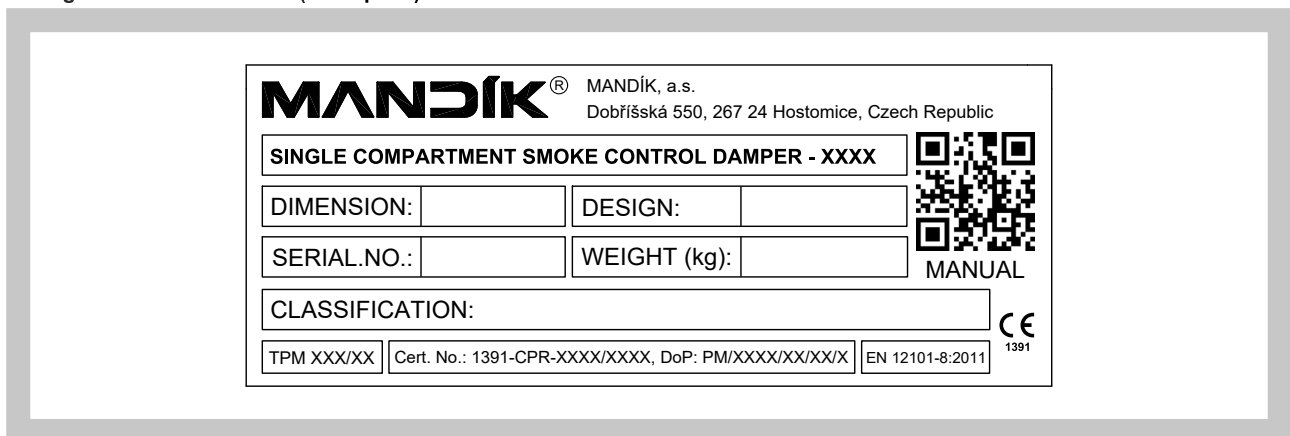 MANDÍK® MANDÍK, a.s.
Dobříšská 550, 267 24 Hostomice, Czech Republic
SINGLE COMPARTMENT SMOKE CONTROL DAMPER - XXXX
DIMENSION: DESIGN:
SERIAL.NO.: WEIGHT (kg):
MANUAL
CLASSIFICATION:
CE
1391
TPM XXX/XX Cert. No.: 1391-CPR-XXXX/XXXX, DoP: PM/XXXX/XX/XX/X EN 12101-8:2011